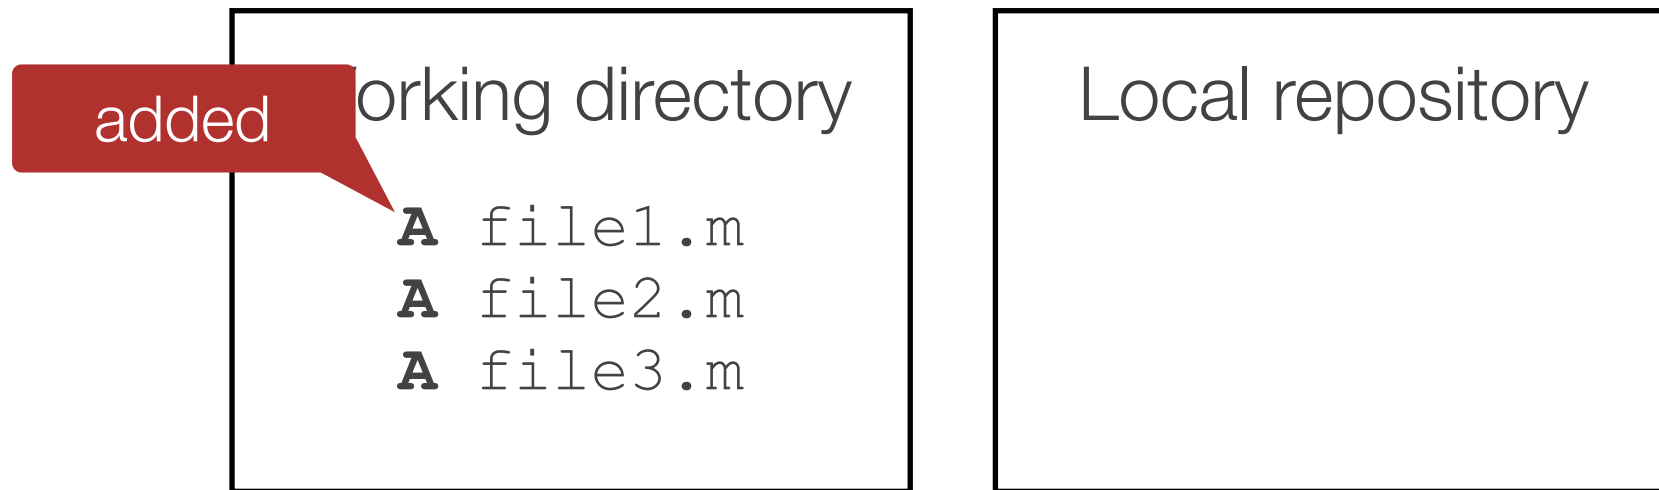 orking directory
Local repository
added
A file1.m
A file2.m
A file3.m